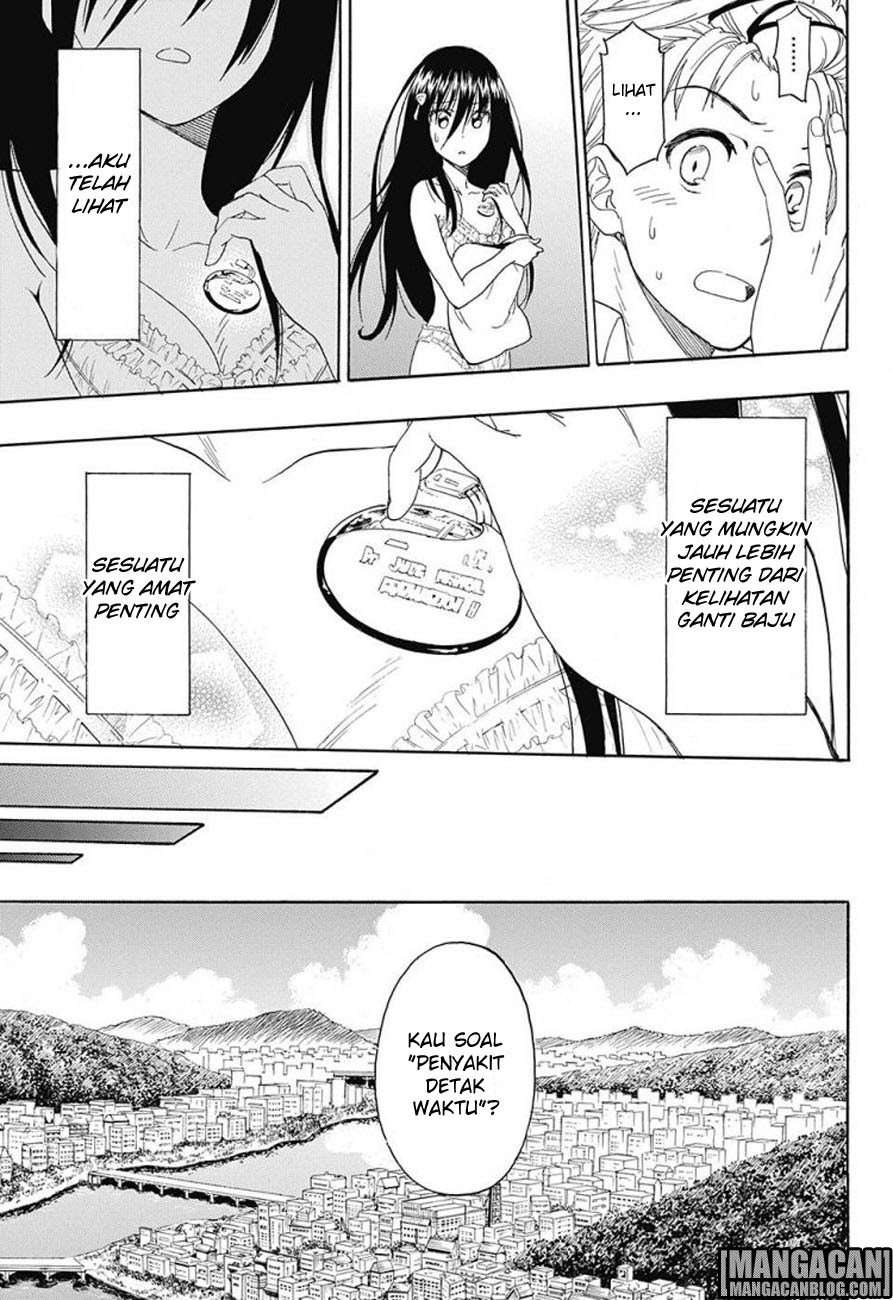 ........
LIHAT
...
...AKU
TELAH
LIHAT
SESUATU
YANG MUNGKIN
JAUH LEBIH
PENTING DARI
KELIHATAN
GANTI BAJU
SESUATU
YANG AMAT
PENTING
KAU SOAL
"PENYAKIT
DETAK
WAKTU"?
MANGACAN
MANGACANBLOG.COM